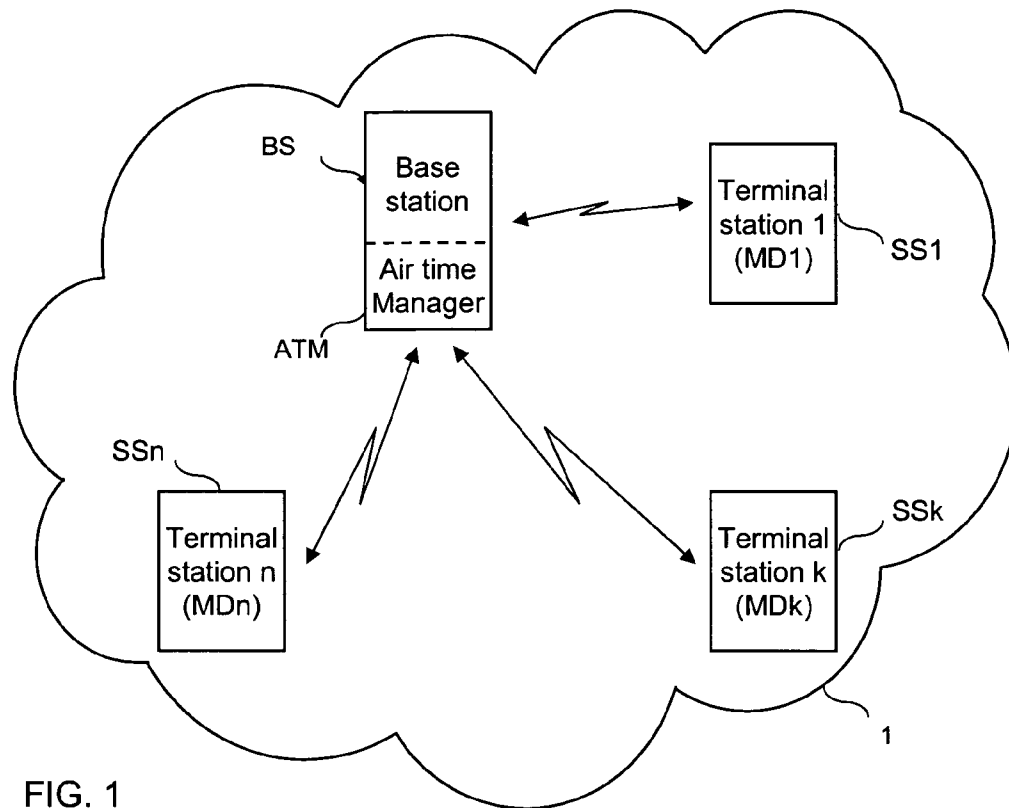 BS
Base
station
Air time
Manager
ATM
Terminal
station 1
(MD1)
SS1
SSn
Terminal
station n
(MDn)
Terminal
station k
(MDk)
SSk
1
FIG. 1